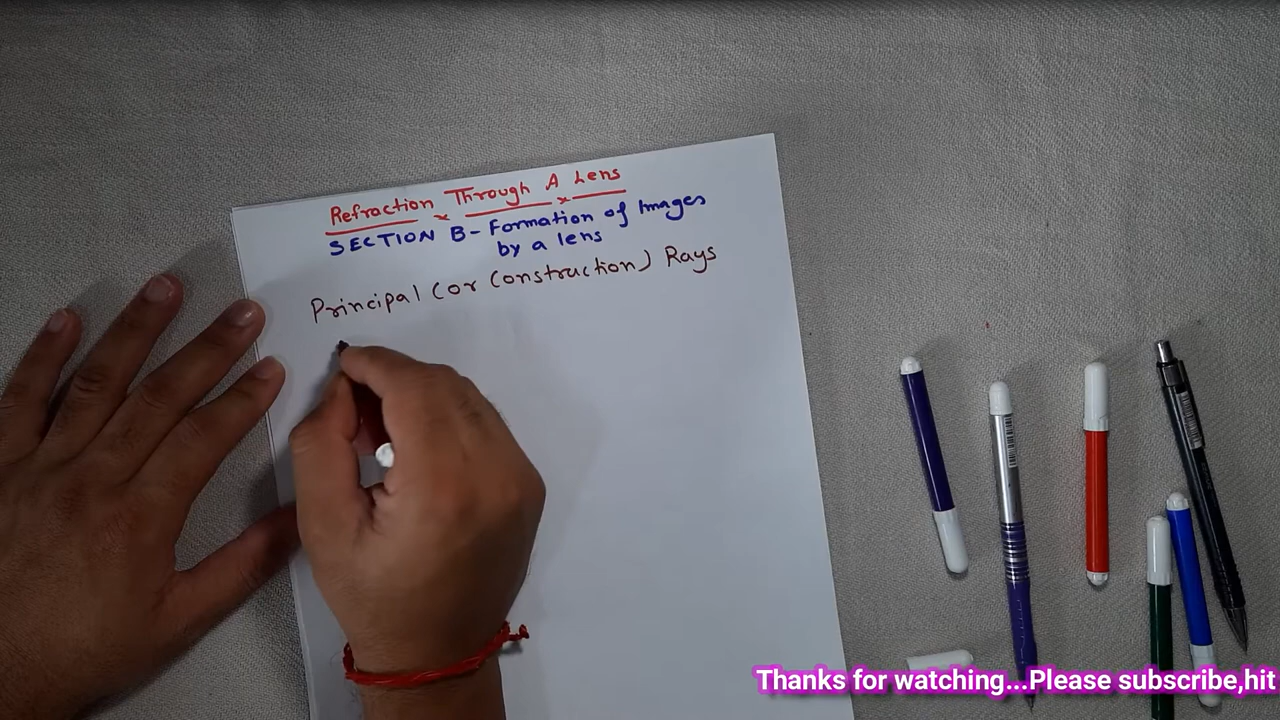 Refraction Through A Lens
SECTION B - Formation of Images
by a lens
Principal (or Construction) Rays
Thanks for watching...Please subscribe,hit